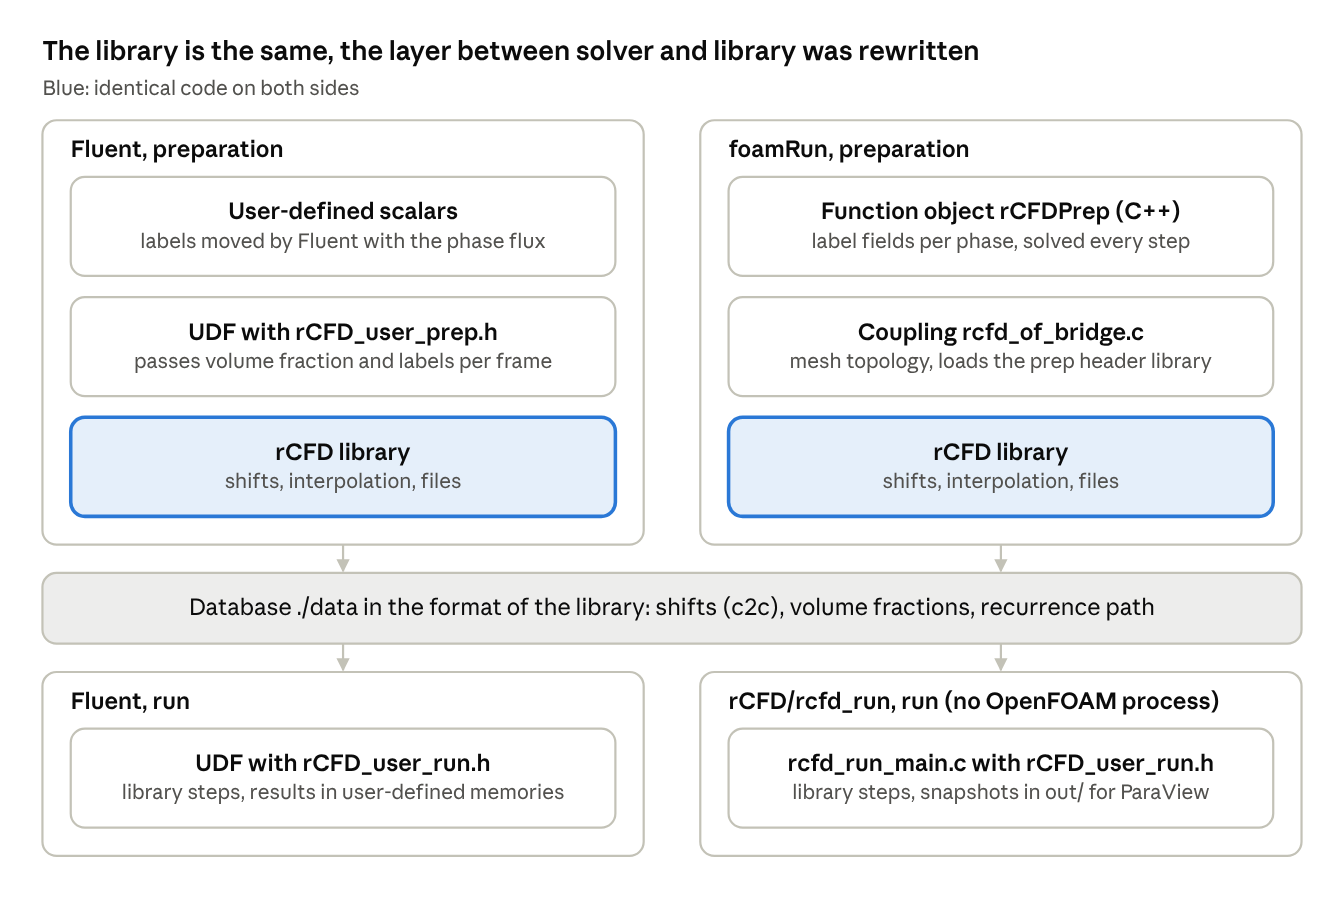 The library is the same, the layer between solver and library was rewritten
Blue: identical code on both sides
Fluent, preparation
User-defined scalars
labels moved by Fluent with the phase flux
UDF with rCFD_user_prep.h
passes volume fraction and labels per frame
rCFD library
shifts, interpolation, files
foamRun, preparation
Function object rCFDPrep (C++)
label fields per phase, solved every step
Coupling rcfd_of_bridge.c
mesh topology, loads the prep header library
rCFD library
shifts, interpolation, files
Database ./data in the format of the library: shifts (c2c), volume fractions, recurrence path
Fluent, run
UDF with rCFD_user_run.h
library steps, results in user-defined memories
rCFD/rcfd_run, run (no OpenFOAM process)
rcfd_run_main.c with rCFD_user_run.h
library steps, snapshots in out/ for ParaView